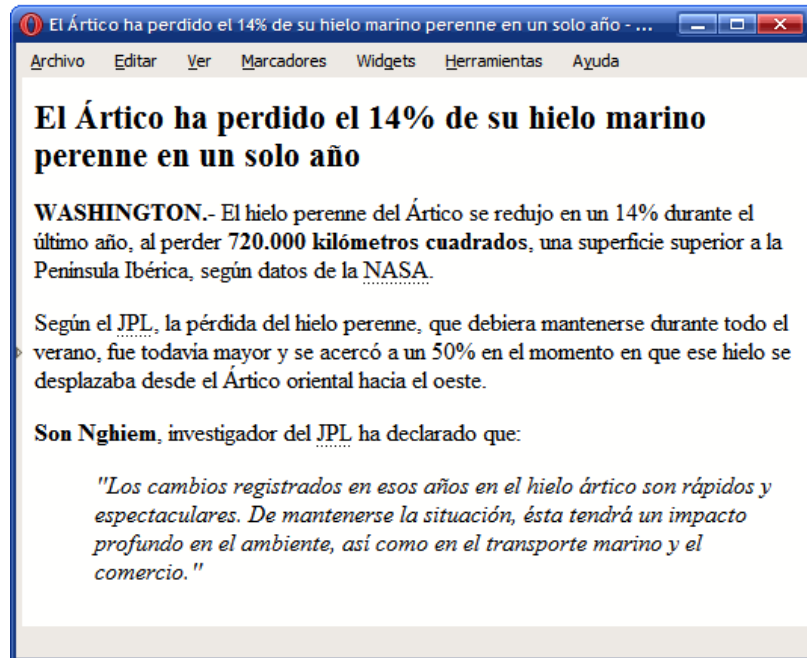 El Ártico ha perdido el 14% de su hielo marino perenne en un solo año - ...
Archivo Editar Ver Marcadores Widgets Herramientas Ayuda
El Ártico ha perdido el 14% de su hielo marino
perenne en un solo año
WASHINGTON.- El hielo perenne del Ártico se redujo en un 14% durante el
último año, al perder 720.000 kilómetros cuadrados, una superficie superior a la
Península Ibérica, según datos de la NASA.
Según el JPL, la pérdida del hielo perenne, que debiera mantenerse durante todo el
verano, fue todavía mayor y se acercó a un 50% en el momento en que ese hielo se
desplazaba desde el Ártico oriental hacia el oeste.
Son Nghiem, investigador del JPL ha declarado que:
"Los cambios registrados en esos años en el hielo ártico son rápidos y
espectaculares. De mantenerse la situación, ésta tendrá un impacto
profundo en el ambiente, así como en el transporte marino y el
comercio."